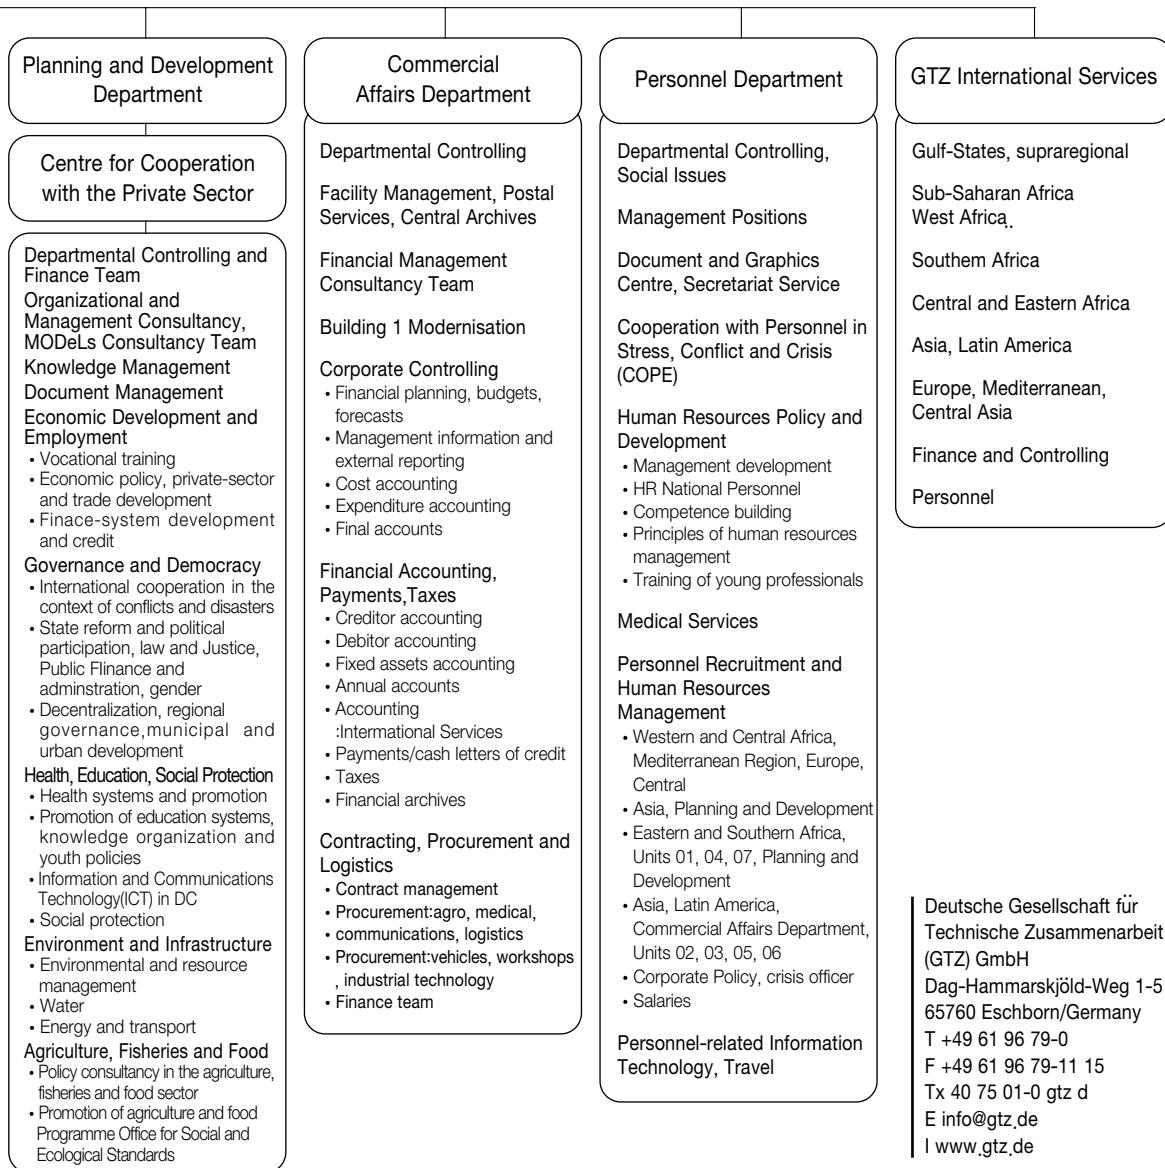 Planning and Development
Department
Centre for Cooperation
with the Private Sector
Departmental Controlling and
Finance Team
Organizational and
Management Consultancy,
MODeLs Consultancy Team
Knowledge Management
Document Management
Economic Development and
Employment
• Vocational training
• Economic policy, private-sector
and trade development
• Finace-system development
and credit
Governance and Democracy
• International cooperation in the
context of conflicts and disasters
• State reform and political
participation, law and Justice,
Public Flinance and
adminstration, gender
• Decentralization, regional
governance,municipal and
urban development
Health, Education, Social Protection
• Health systems and promotion
• Promotion of education systems,
knowledge organization and
youth policies
• Information and Communications
Technology(ICT) in DC
• Social protection
Environment and Infrastructure
• Environmental and resource
management
• Water
• Energy and transport
Agriculture, Fisheries and Food
• Policy consultancy in the agriculture,
fisheries and food sector
• Promotion of agriculture and food
Programme Office for Social and
Ecological Standards
Commercial
Affairs Department
Departmental Controlling
Facility Management, Postal
Services, Central Archives
Financial Management
Consultancy Team
Building 1 Modernisation
Corporate Controlling
• Financial planning, budgets,
forecasts
• Management information and
external reporting
• Cost accounting
• Expenditure accounting
• Final accounts
Financial Accounting,
Payments,Taxes
• Creditor accounting
• Debitor accounting
• Fixed assets accounting
• Annual accounts
• Accounting
:International Services
• Payments/cash letters of credit
• Taxes
• Financial archives
Contracting, Procurement and
Logistics
• Contract management
• Procurement:agro, medical,
• communications, logistics
• Procurement:vehicles, workshops
, industrial technology
• Finance team
Personnel Department
Departmental Controlling,
Social Issues
Management Positions
Document and Graphics
Centre, Secretariat Service
Cooperation with Personnel in
Stress, Conflict and Crisis
(COPE)
Human Resources Policy and
Development
• Management development
• HR National Personnel
• Competence building
• Principles of human resources
management
• Training of young professionals
Medical Services
Personnel Recruitment and
Human Resources
Management
• Western and Central Africa,
Mediterranean Region, Europe,
Central
• Asia, Planning and Development
• Eastern and Southern Africa,
Units 01, 04, 07, Planning and
Development
• Asia, Latin America,
Commercial Affairs Department,
Units 02, 03, 05, 06
• Corporate Policy, crisis officer
• Salaries
Personnel-related Information
Technology, Travel
GTZ International Services
Gulf-States, supraregional
Sub-Saharan Africa
West Africa¨
Southem Africa
Central and Eastern Africa
Asia, Latin America
Europe, Mediterranean,
Central Asia
Finance and Controlling
Personnel
Deutsche Gesellschaft für
Technische Zusammenarbeit
(GTZ) GmbH
Dag-Hammarskjöld-Weg 1-5
65760 Eschborn/Germany
T +49 61 96 79-0
F +49 61 96 79-11 15
Tx 40 75 01-0 gtz d
E info@gtz.de
I www.gtz.de